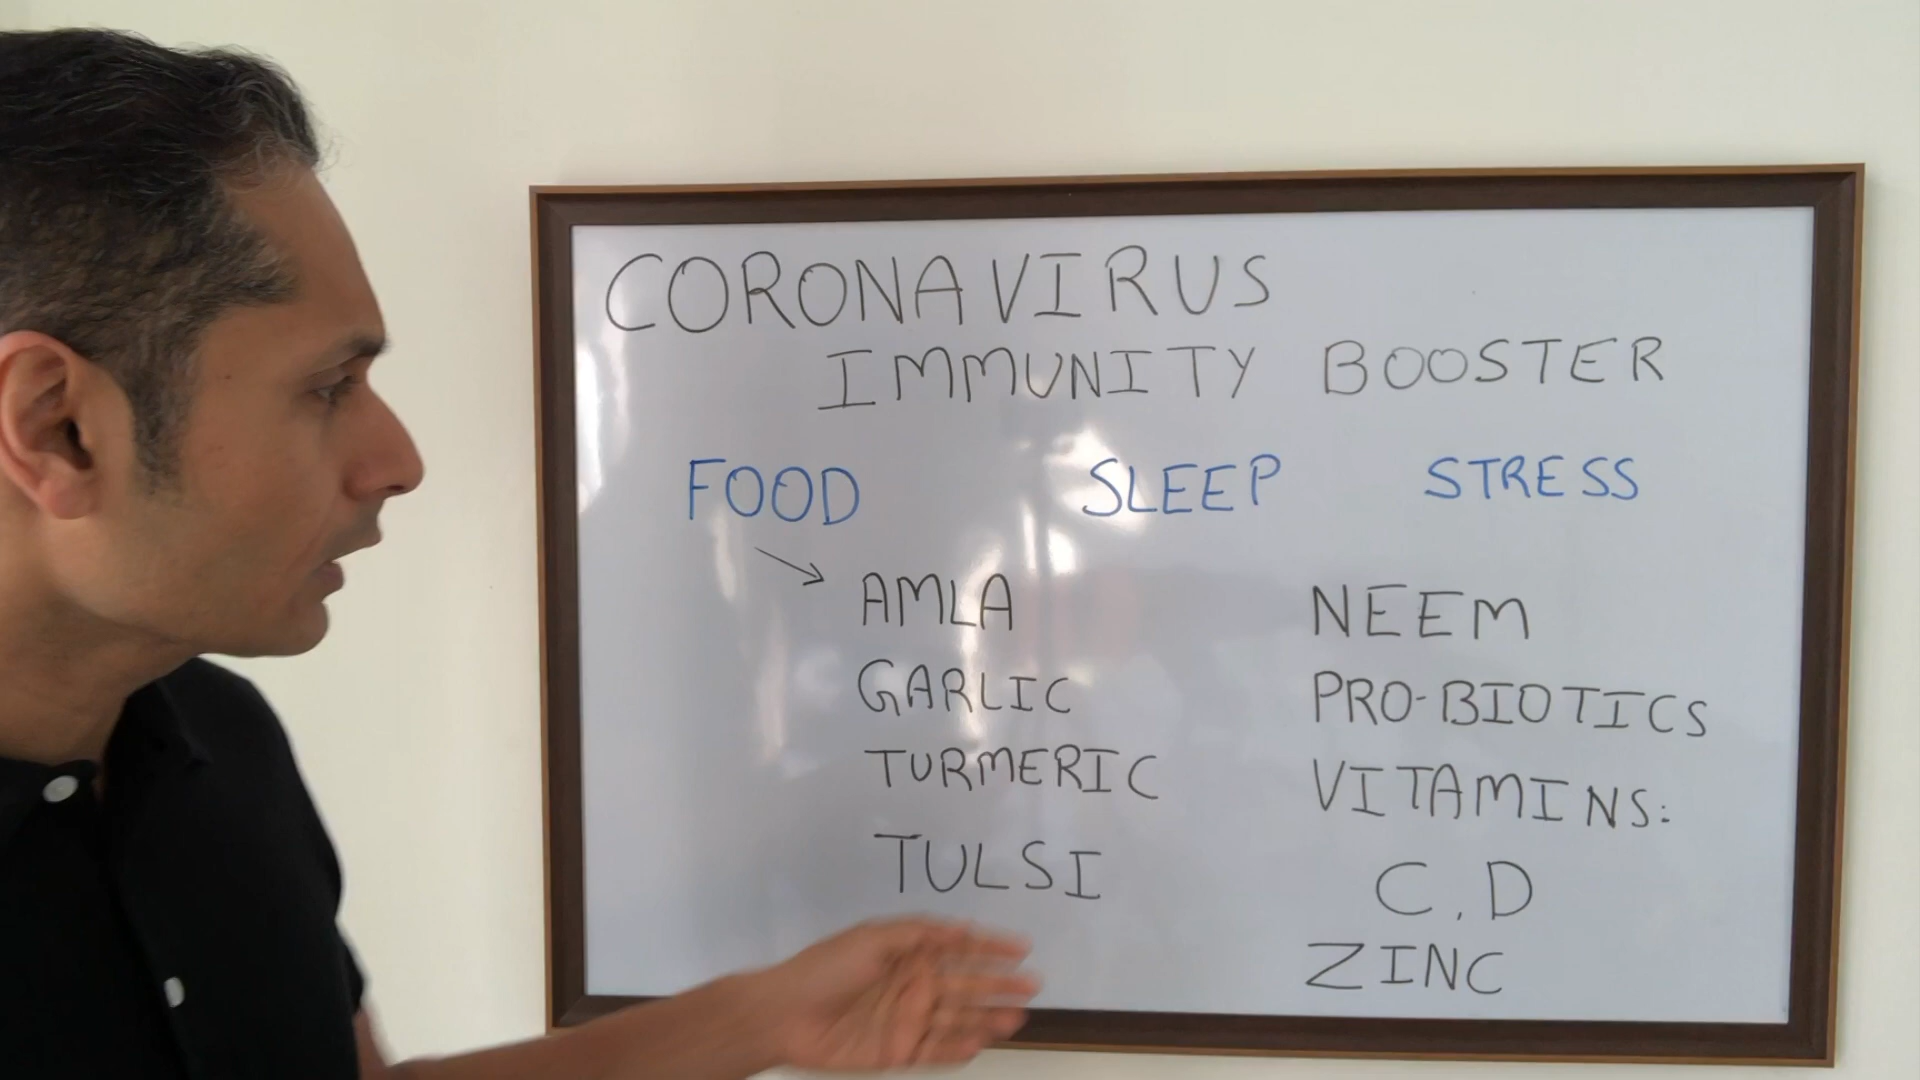 CORONAVIRUS
IMMUNITY BOOSTER
FOOD SLEEP STRESS
AMLA
GARLIC
TURMERIC
TULSI
NEEM
PRO-BIOTICS
VITAMINS:
C, D
ZINC